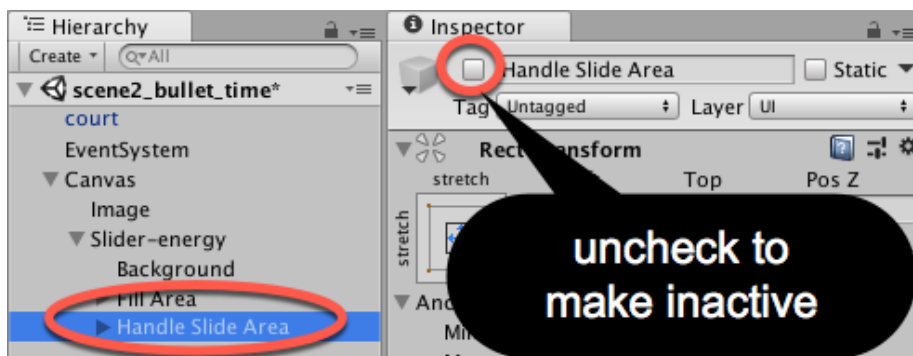 Hierarchy
Create
All
scene2_bullet_time*
court
EventSystem
Canvas
Image
Slider-energy
Background
Fill Area
Handle Slide Area
Inspector
Handle Slide Area
Static
Tag Untagged Layer UI
Rect Transform
stretch Top Pos Z
stretch
uncheck to
make inactive